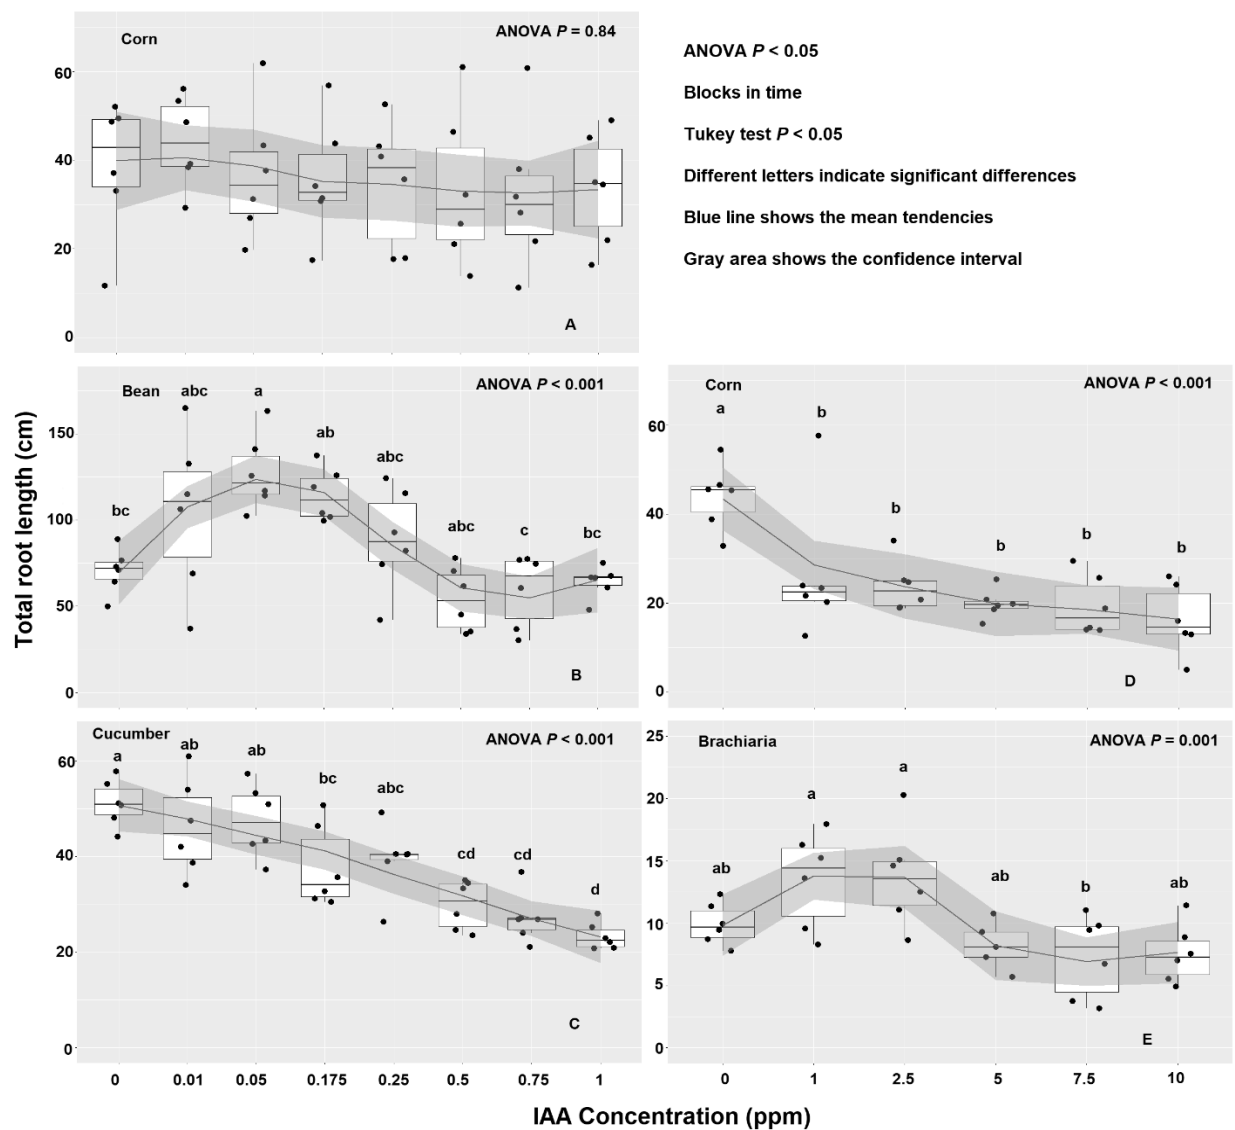 Corn
ANOVA P = 0.84
60
40
20
0
A
ANOVA P < 0.05
Blocks in time
Tukey test P < 0.05
Different letters indicate significant differences
Blue line shows the mean tendencies
Gray area shows the confidence interval
Total root length (cm)
Bean
ANOVA P < 0.001
abc
a
ab
abc
bc
abc
c
bc
150
100
50
0
B
Corn
ANOVA P < 0.001
a
b
b
b
b
b
60
40
20
0
D
Cucumber
ANOVA P < 0.001
a
ab
ab
bc
abc
cd
cd
d
60
40
20
0
C
0 0.01 0.05 0.175 0.25 0.5 0.75 1
Brachiaria
ANOVA P = 0.001
ab
a
a
ab
b
ab
25
20
15
10
5
0
E
0 1 2.5 5 7.5 10
IAA Concentration (ppm)